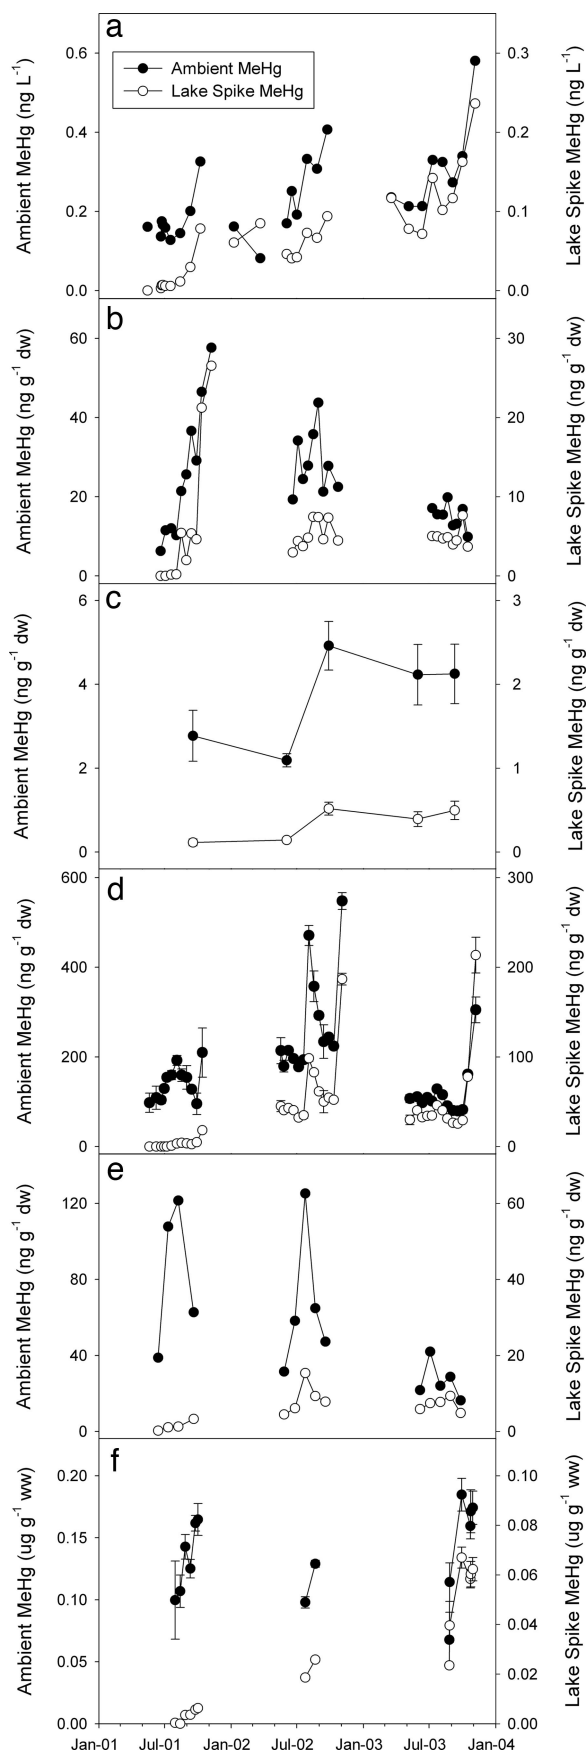 a
Ambient MeHg (ng L-1)
Lake Spike MeHg (ng L-1)
0.6
0.4
0.2
0.0
0.3
0.2
0.1
0.0
Ambient MeHg
Lake Spike MeHg
b
Ambient MeHg (ng g-1 dw)
Lake Spike MeHg (ng g-1 dw)
60
40
20
0
30
20
10
0
c
Ambient MeHg (ng g-1 dw)
Lake Spike MeHg (ng g-1 dw)
6
4
2
0
3
2
1
0
d
Ambient MeHg (ng g-1 dw)
Lake Spike MeHg (ng g-1 dw)
600
400
200
0
300
200
100
0
e
Ambient MeHg (ng g-1 dw)
Lake Spike MeHg (ng g-1 dw)
120
80
40
0
60
40
20
0
f
Ambient MeHg (ug g-1 ww)
Lake Spike MeHg (ug g-1 ww)
0.20
0.15
0.10
0.05
0.00
0.10
0.08
0.06
0.04
0.02
0.00
Jan-01 Jul-01 Jan-02 Jul-02 Jan-03 Jul-03 Jan-04